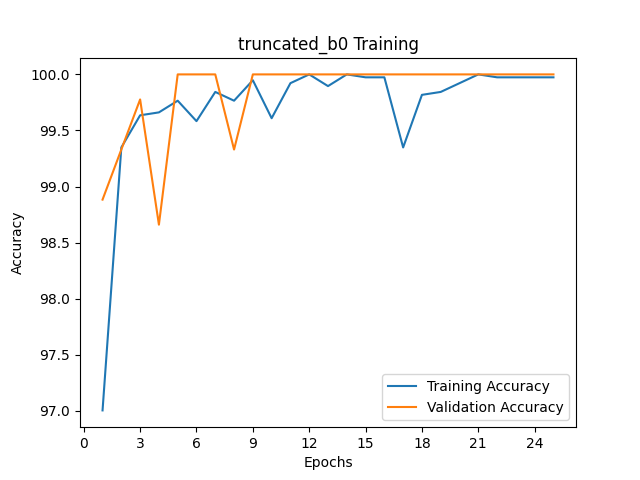 truncated_b0 Training
100.0
99.5
99.0
98.5
98.0
97.5
97.0
Accuracy
0 3 6 9 12 15 18 21 24
Epochs
Training Accuracy
Validation Accuracy